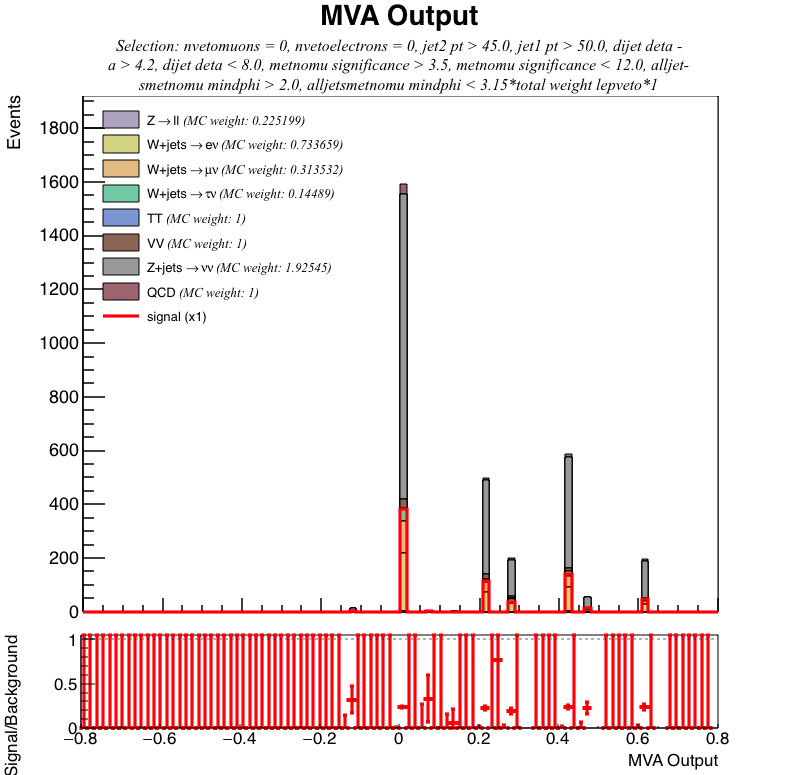 MVA Output
Selection: nvetomuons = 0, nvetoelectrons = 0, jet2 pt > 45.0, jet1 pt > 50.0, dijet deta -
a > 4.2, dijet deta < 8.0, metnomu significance > 3.5, metnomu significance < 12.0, alljet-
smetnomu mindphi > 2.0, alljetsmetnomu mindphi < 3.15*total weight lepveto*1
Events
1800
1600
1400
1200
1000
800
600
400
200
0
Z→ll (MC weight: 0.225199)
W+jets→eν (MC weight: 0.733659)
W+jets→μν (MC weight: 0.313532)
W+jets→τν (MC weight: 0.14489)
TT (MC weight: 1)
VV (MC weight: 1)
Z+jets→νν (MC weight: 1.92545)
QCD (MC weight: 1)
signal (x1)
Signal/Background
1
0.5
0
−0.8 −0.6 −0.4 −0.2 0 0.2 0.4 0.6 0.8
MVA Output